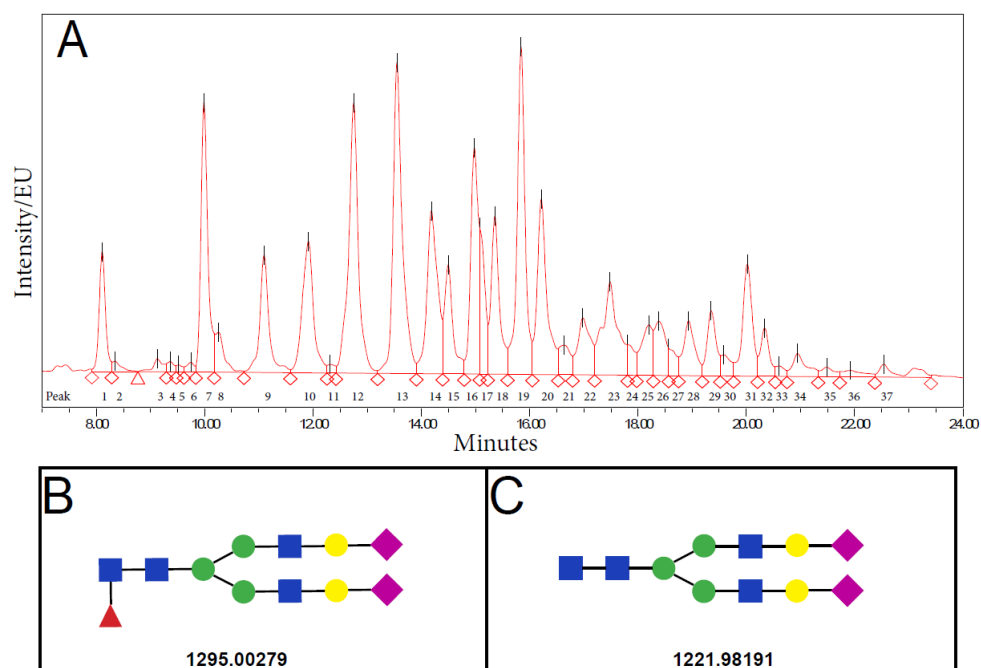 A
Intensity/EU
Peak 1 2 3 4 5 6 7 8 9 10 11 12 13 14 15 16 17 18 19 20 21 22 23 24 25 26 27 28 29 30 31 32 33 34 35 36 37
8.00 10.00 12.00 14.00 16.00 18.00 20.00 22.00 24.00
Minutes
B C
1295.00279 1221.98191